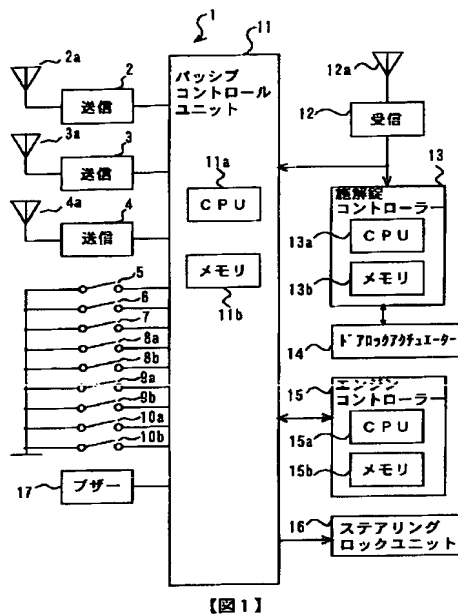 1
11
2a
2
送信
3a
3
送信
4a
4
送信
パッシブ
コントロール
ユニット
11a
CPU
メモリ
11b
5
6
7
8a
8b
9a
9b
10a
10b
17
ブザー
12a
12
受信
13
施解錠
コントローラー
13a
CPU
13b
メモリ
ドアロックアクチュエーター
14
15
エンジン
コントローラー
15a
CPU
15b
メモリ
16
ステアリング
ロックユニット
【図1】